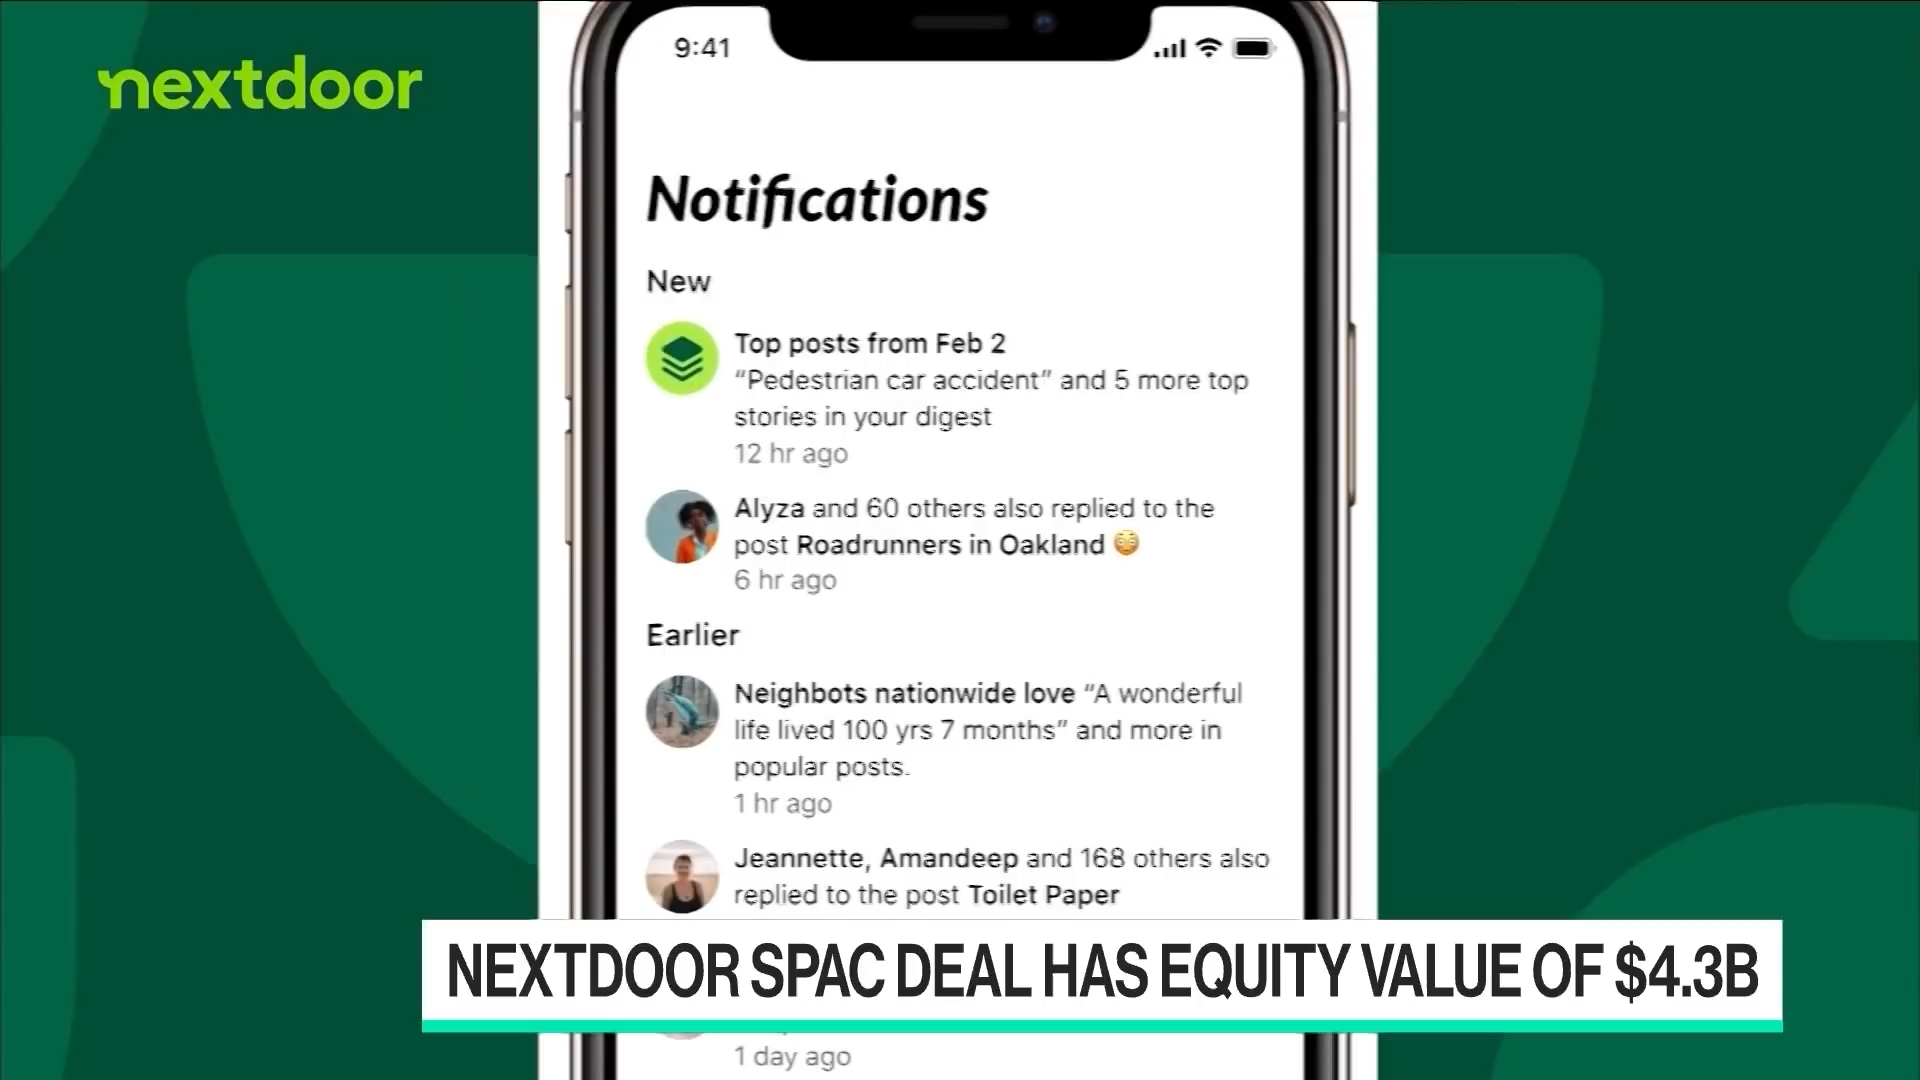 nextdoor
9:41
Notifications
New
Top posts from Feb 2
“Pedestrian car accident” and 5 more top
stories in your digest
12 hr ago
Alyza and 60 others also replied to the
post Roadrunners in Oakland 😳
6 hr ago
Earlier
Neighbots nationwide love “A wonderful
life lived 100 yrs 7 months” and more in
popular posts.
1 hr ago
Jeannette, Amandeep and 168 others also
replied to the post Toilet Paper
NEXTDOOR SPAC DEAL HAS EQUITY VALUE OF $4.3B
1 day ago